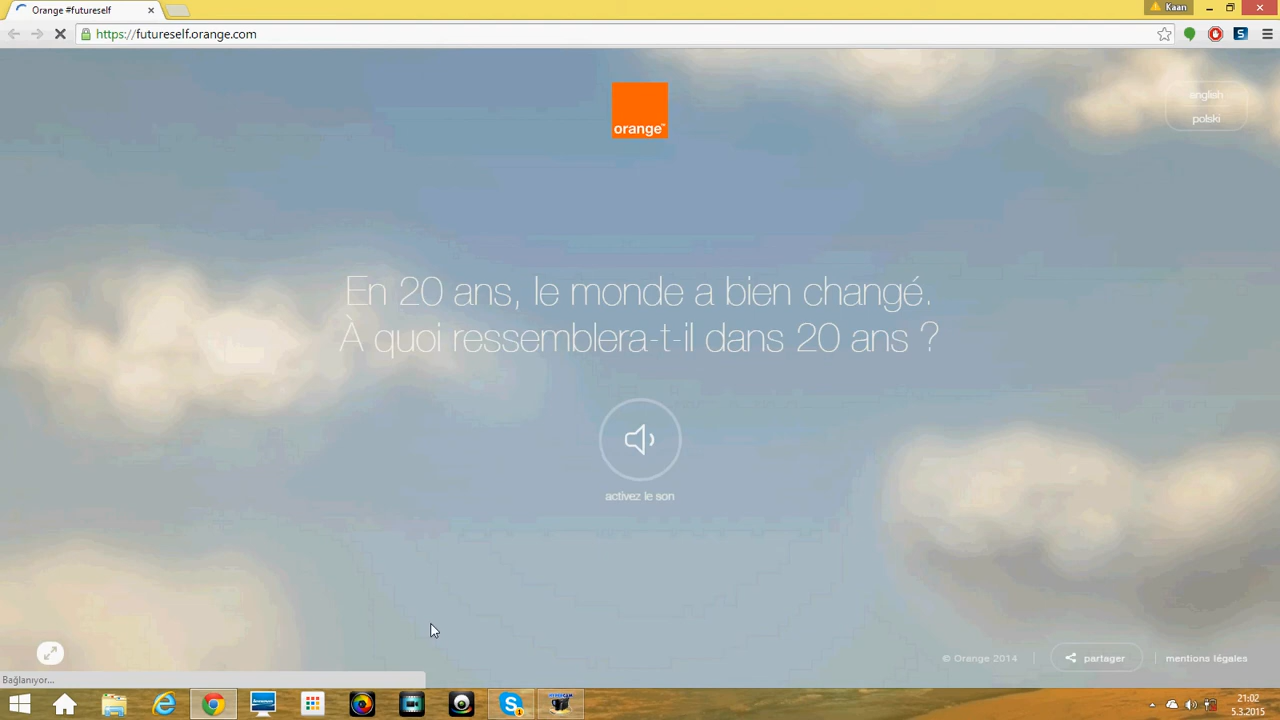 Orange #futureself
Kaan
https://futureself.orange.com
orange™
english
polski
En 20 ans, le monde a bien changé.
À quoi ressemblera-t-il dans 20 ans ?
activez le son
© Orange 2014
partager
mentions légales
Bağlanıyor...
21:02
5.3.2015